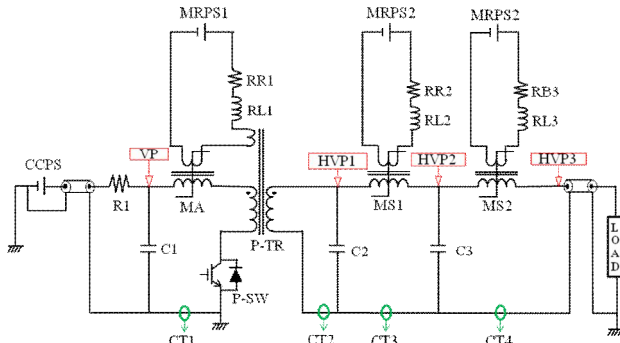 MRPS1
MRPS2
MRPS2
RR1
RL1
RR2
RL2
RB3
RL3
CCPS
VP
HVP1
HVP2
HVP3
R1
MA
MS1
MS2
C1
P-TR
C2
C3
LOAD
P-SW
CT1
CT2
CT3
CT4